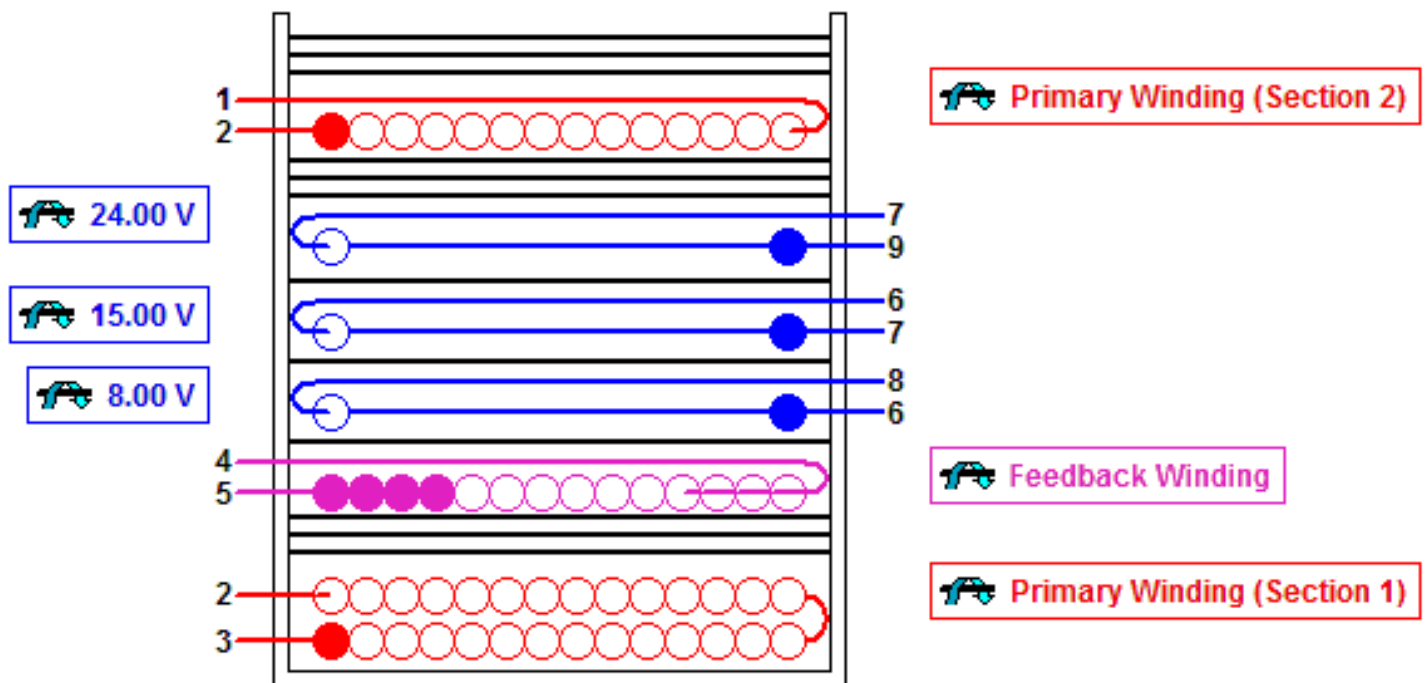 1
Primary Winding (Section 2)
2
24.00 V
7
9
15.00 V
6
7
8.00 V
8
6
4
Feedback Winding
5
2
Primary Winding (Section 1)
3